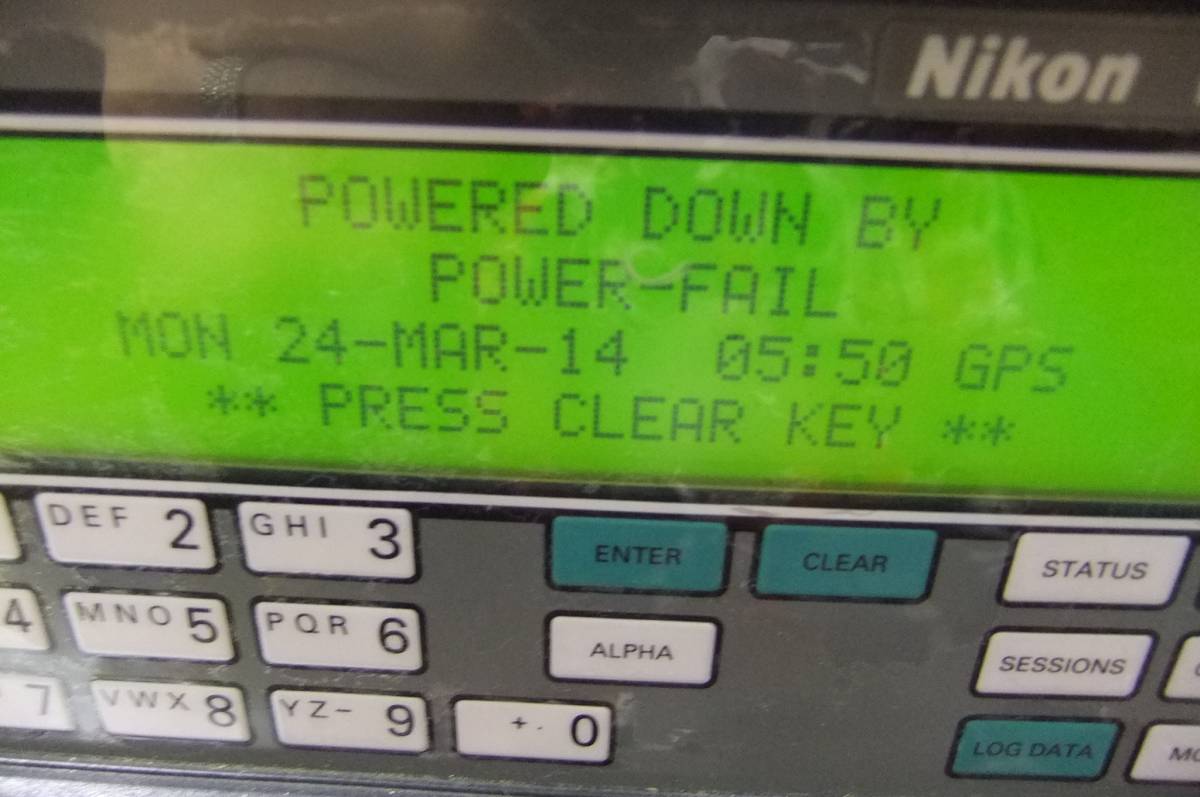 Nikon
POWERED DOWN BY
POWER-FAIL
MON 24-MAR-14 05:50 GPS
** PRESS CLEAR KEY **
DEF 2
GHI 3
ENTER
CLEAR
STATUS
4
MNO 5
PQR 6
ALPHA
SESSIONS
7
VWX 8
YZ- 9
+. 0
LOG DATA